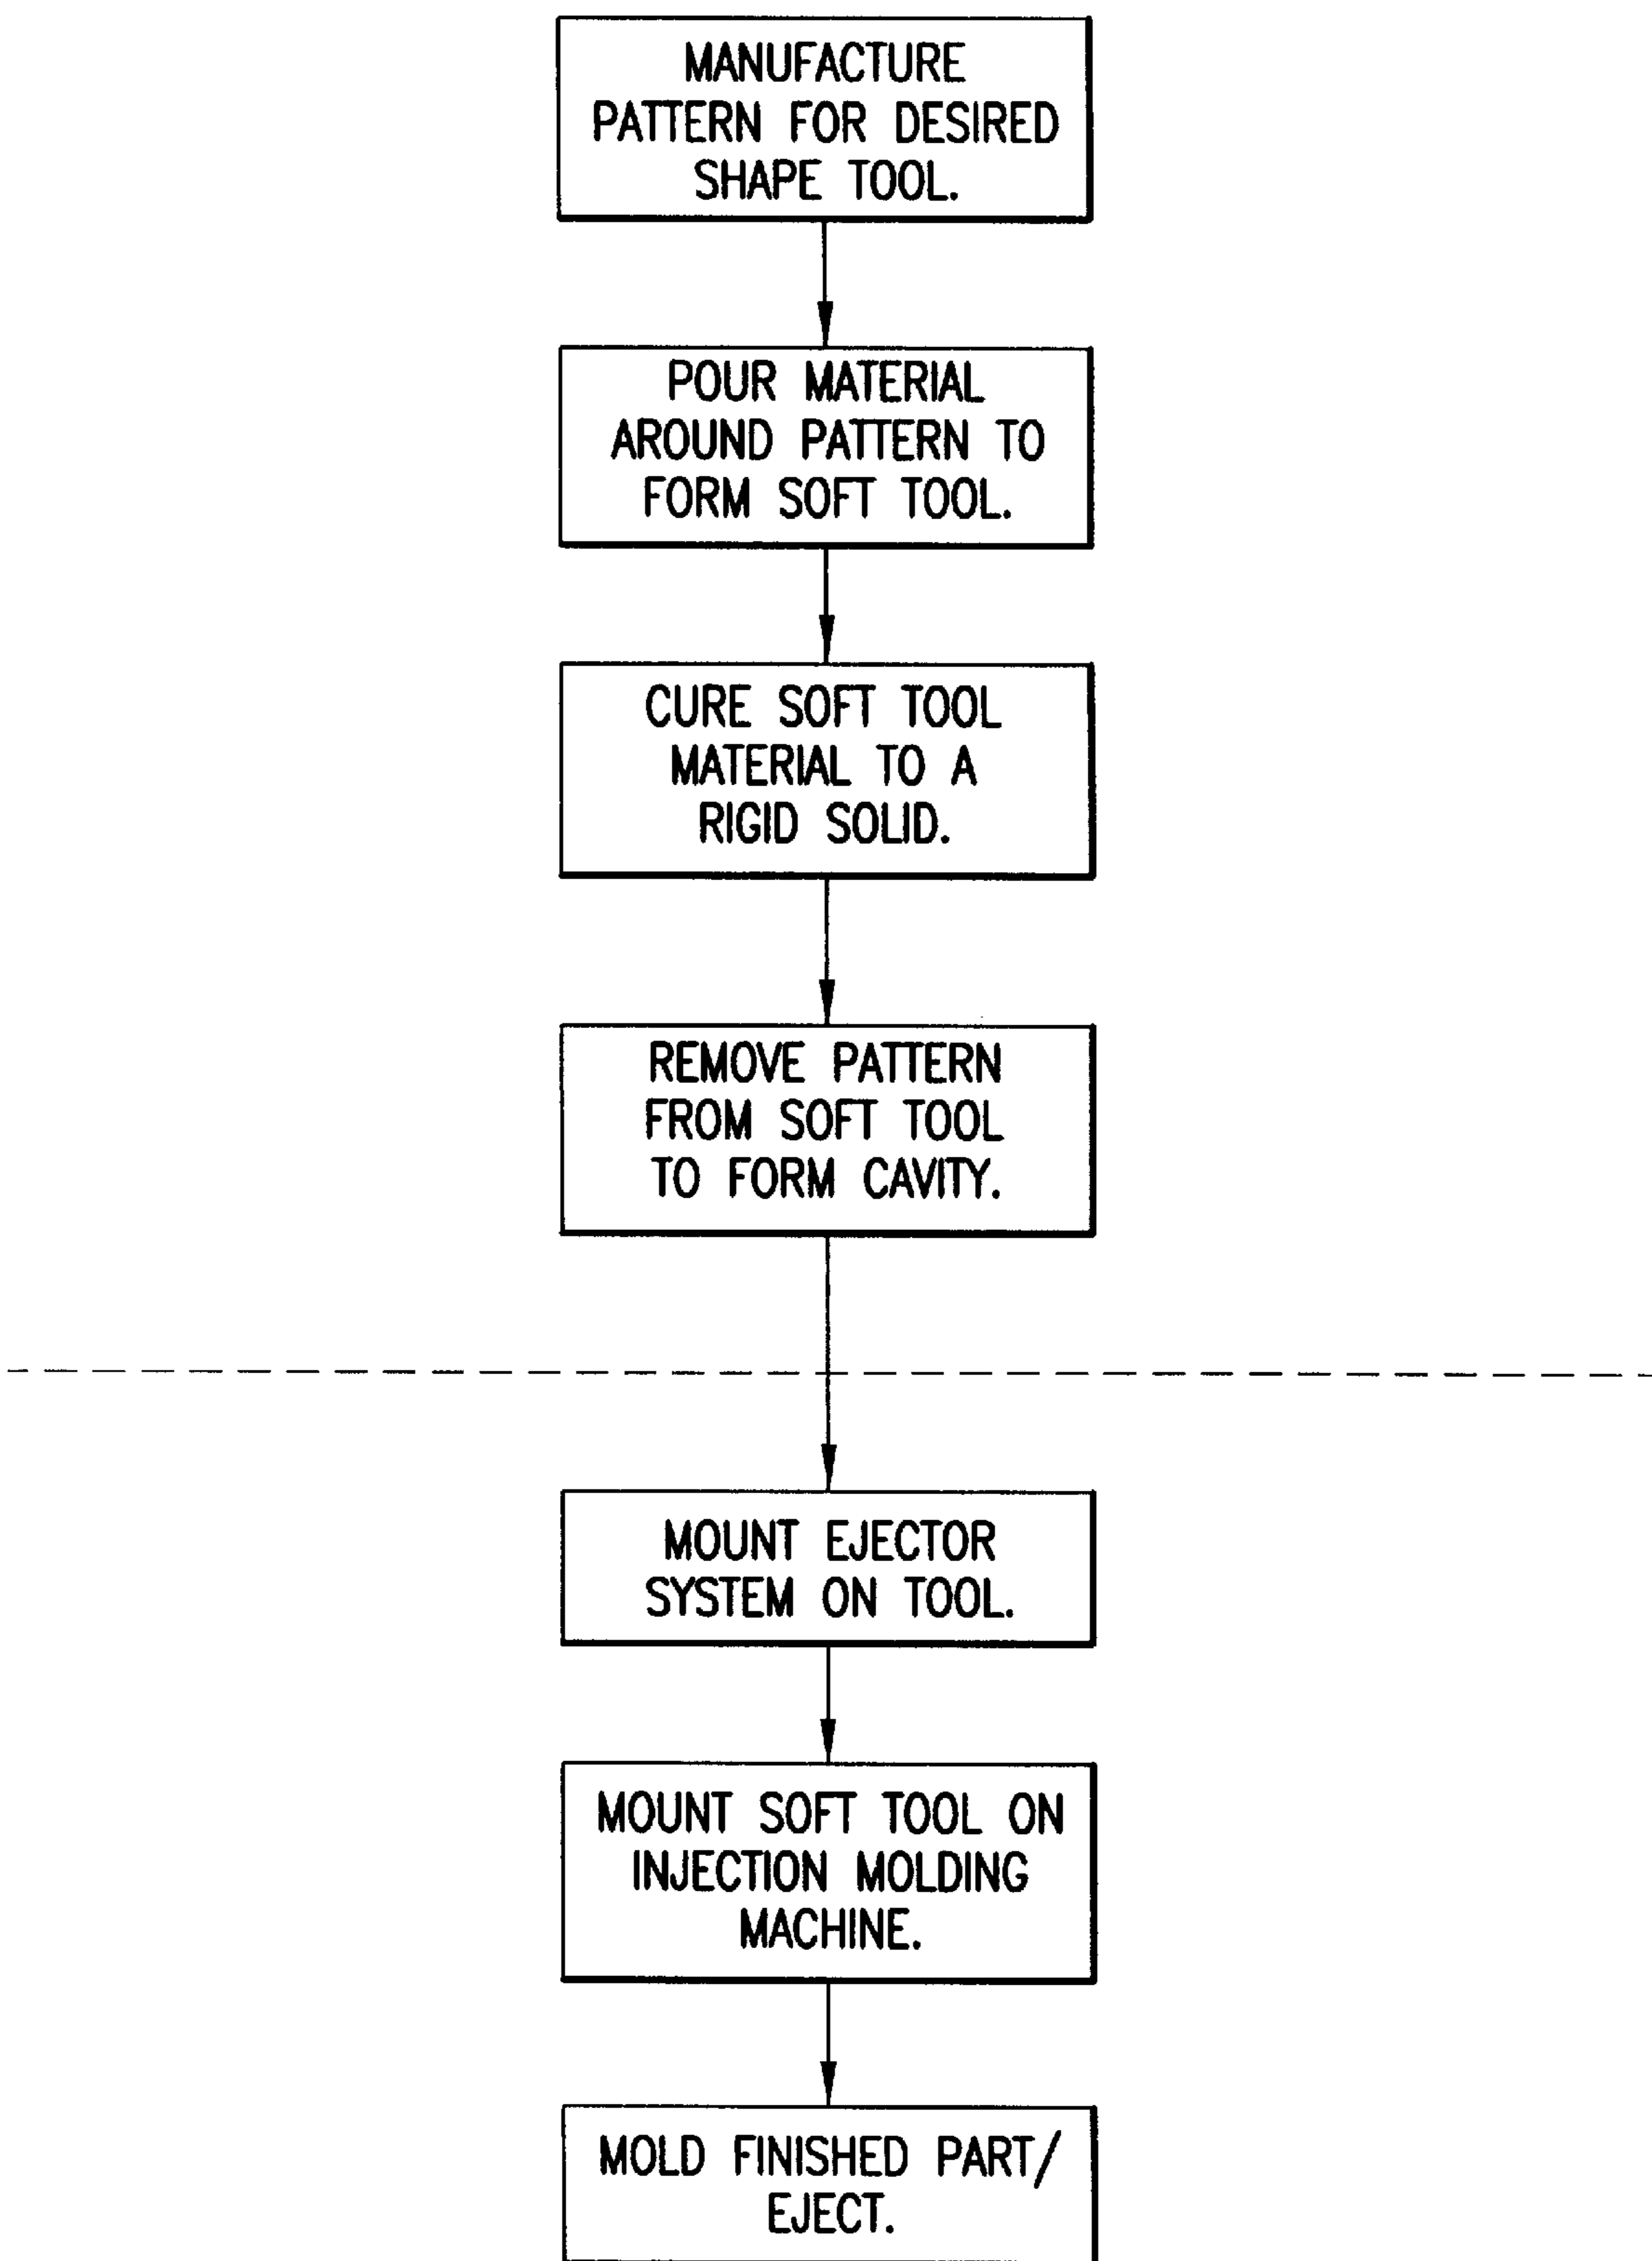 MANUFACTURE
PATTERN FOR DESIRED
SHAPE TOOL.
POUR MATERIAL
AROUND PATTERN TO
FORM SOFT TOOL.
CURE SOFT TOOL
MATERIAL TO A
RIGID SOLID.
REMOVE PATTERN
FROM SOFT TOOL
TO FORM CAVITY.
MOUNT EJECTOR
SYSTEM ON TOOL.
MOUNT SOFT TOOL ON
INJECTION MOLDING
MACHINE.
MOLD FINISHED PART/
EJECT.